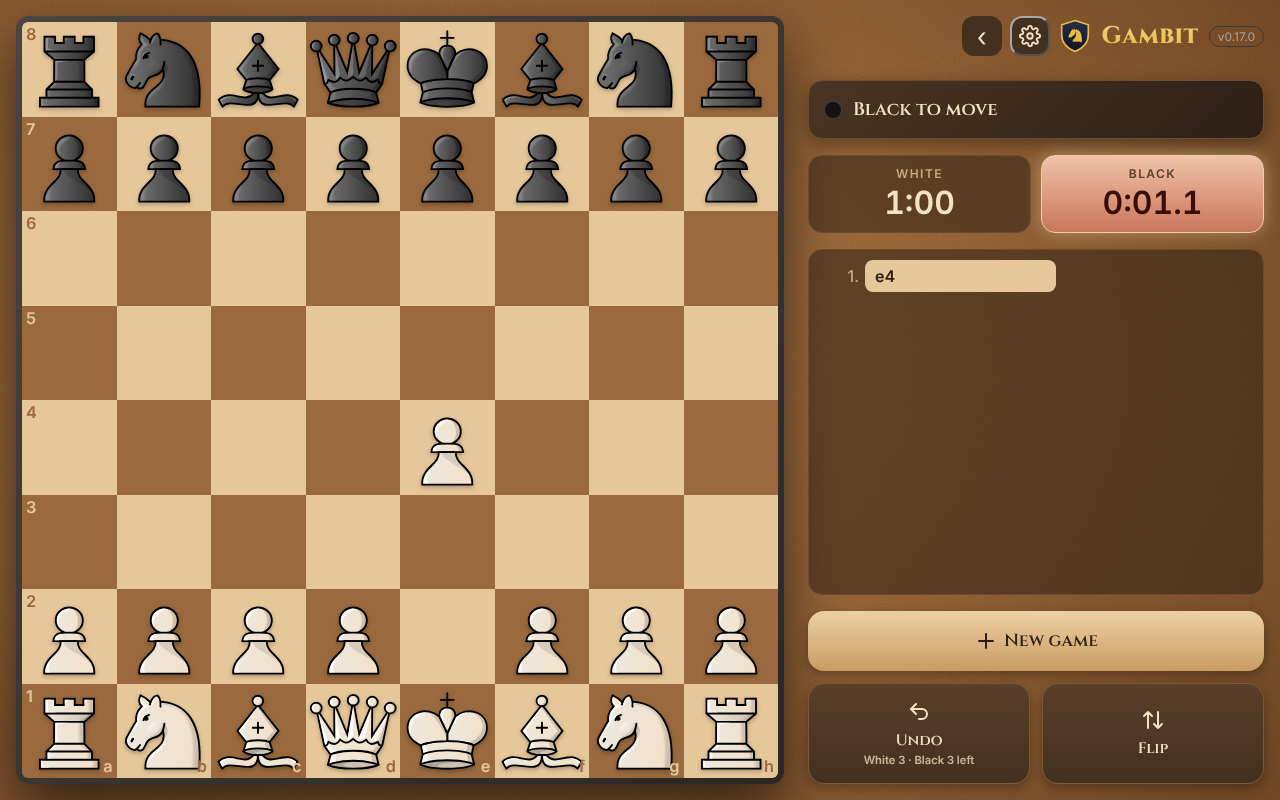 8
7
6
5
4
3
2
1
a b c d e f g h
‹ GAMBIT v0.17.0
BLACK TO MOVE
WHITE
1:00
BLACK
0:01.1
1. e4
+ NEW GAME
UNDO
White 3 · Black 3 left
FLIP